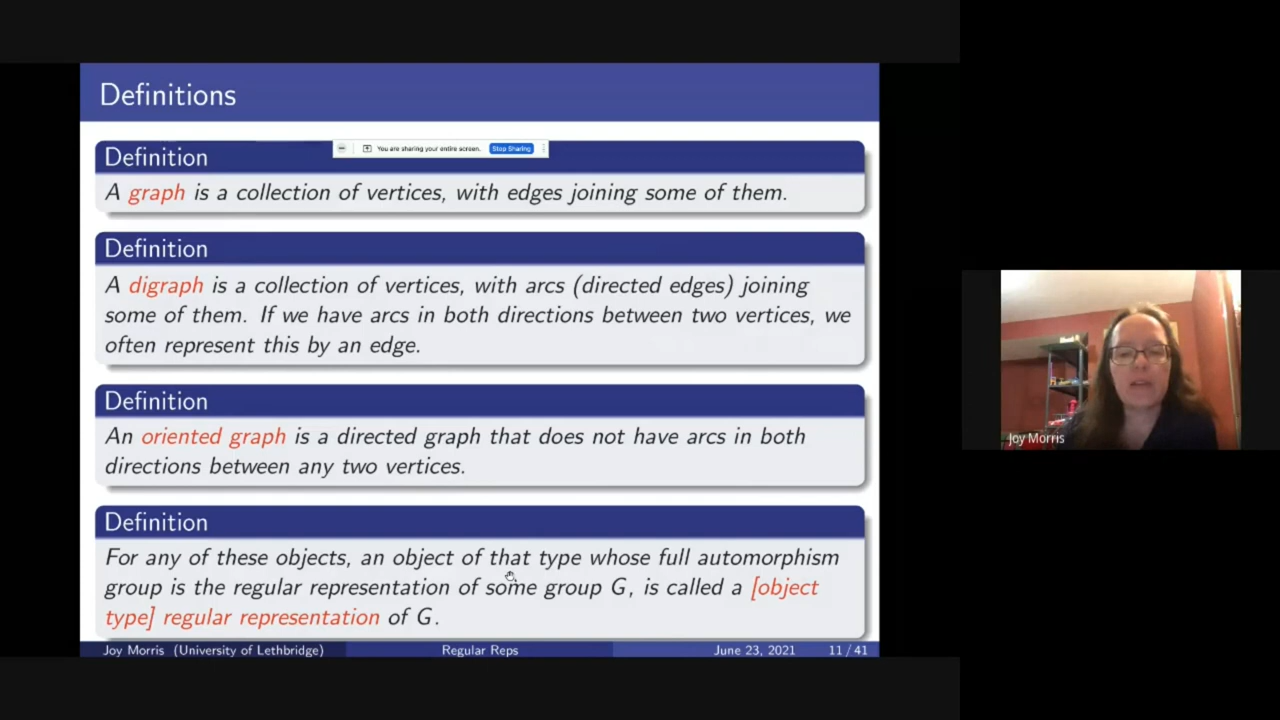 Definitions
Definition
You are sharing your entire screen. Stop Sharing
A graph is a collection of vertices, with edges joining some of them.
Definition
A digraph is a collection of vertices, with arcs (directed edges) joining
some of them. If we have arcs in both directions between two vertices, we
often represent this by an edge.
Definition
An oriented graph is a directed graph that does not have arcs in both
directions between any two vertices.
Definition
For any of these objects, an object of that type whose full automorphism
group is the regular representation of some group G, is called a [object
type] regular representation of G.
Joy Morris (University of Lethbridge) Regular Reps June 23, 2021 11 / 41
Joy Morris